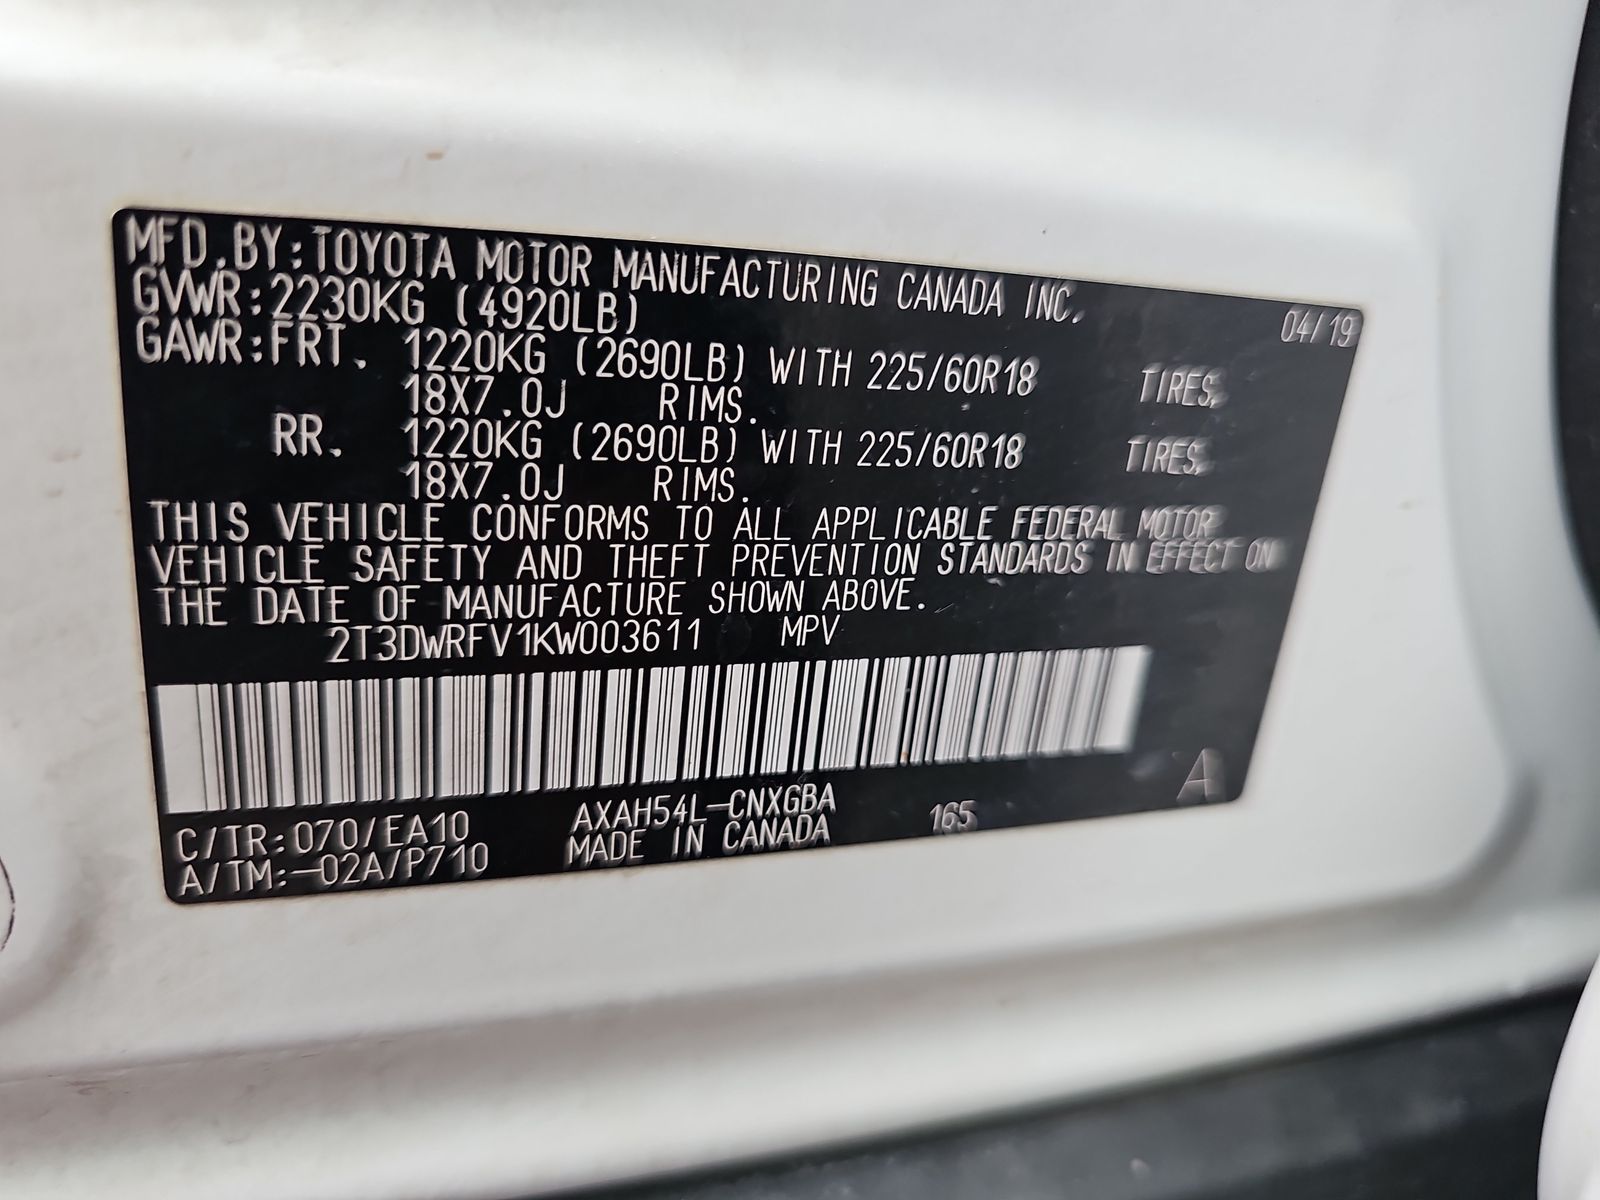 MFD.BY:TOYOTA MOTOR MANUFACTURING CANADA INC. 04/19
GVWR:2230KG (4920LB)
GAWR:FRT. 1220KG (2690LB) WITH 225/60R18 TIRES,
18X7.0J RIMS.
RR. 1220KG (2690LB) WITH 225/60R18 TIRES,
18X7.0J RIMS.
THIS VEHICLE CONFORMS TO ALL APPLICABLE FEDERAL MOTOR
VEHICLE SAFETY AND THEFT PREVENTION STANDARDS IN EFFECT ON
THE DATE OF MANUFACTURE SHOWN ABOVE.
2T3DWRFV1KW003611 MPV
C/TR:070/EA10 AXAH54L-CNXGBA 165 A
A/TM:-02A/P710 MADE IN CANADA